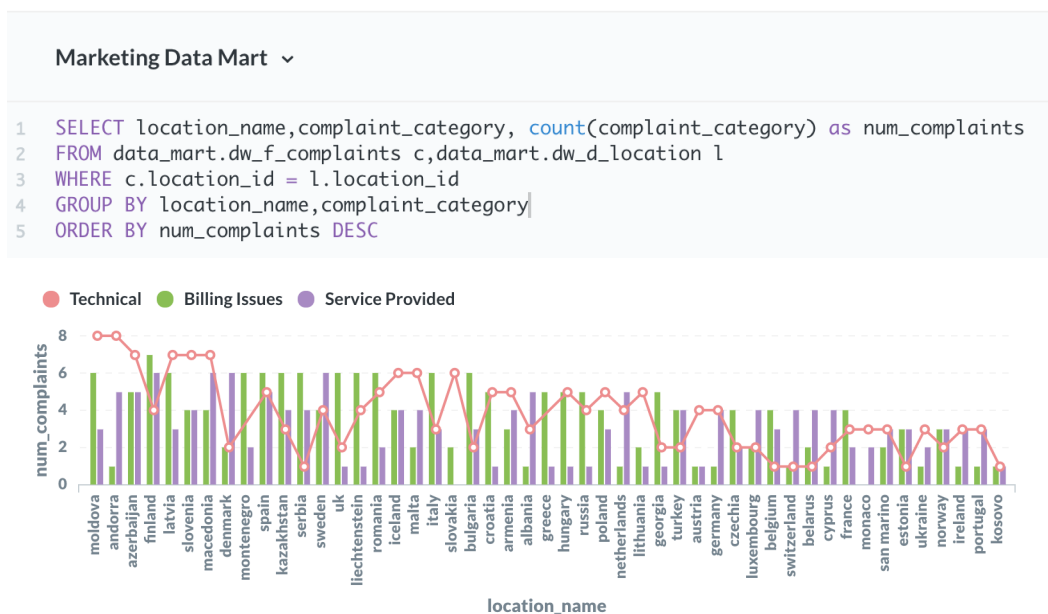 Marketing Data Mart
1 SELECT location_name,complaint_category, count(complaint_category) as num_complaints
2 FROM data_mart.dw_f_complaints c,data_mart.dw_d_location l
3 WHERE c.location_id = l.location_id
4 GROUP BY location_name,complaint_category
5 ORDER BY num_complaints DESC
Technical Billing Issues Service Provided
num_complaints
8
6
4
2
0
moldova
andorra
azerbaijan
finland
latvia
slovenia
macedonia
denmark
montenegro
spain
kazakhstan
serbia
sweden
uk
liechtenstein
romania
iceland
malta
italy
slovakia
bulgaria
croatia
armenia
albania
greece
hungary
russia
poland
netherlands
lithuania
georgia
turkey
austria
germany
czechia
luxembourg
belgium
switzerland
belarus
cyprus
france
monaco
san marino
estonia
ukraine
norway
ireland
portugal
kosovo
location_name